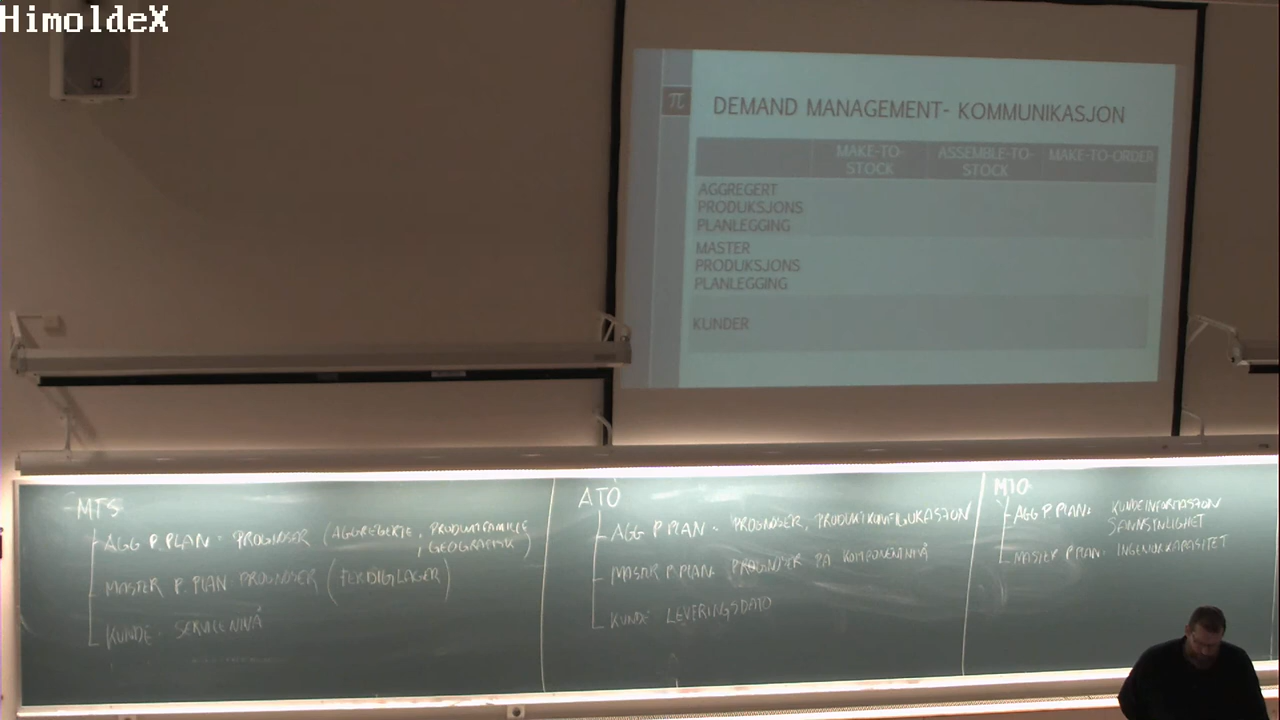 HimoldeX
π
DEMAND MANAGEMENT- KOMMUNIKASJON
MAKE-TO-
STOCK
ASSEMBLE-TO-
STOCK
MAKE-TO-ORDER
AGGREGERT
PRODUKSJONS
PLANLEGGING
MASTER
PRODUKSJONS
PLANLEGGING
KUNDER
MTS
AGG P. PLAN - PROGNOSER (AGGREGERTE, PRODUKTFAMILIE
, GEOGRAFISK)
MASTER P. PLAN PROGNOSER (FERDIGLAGER)
KUNDE - SERVICENIVÅ
ATO
AGG P PLAN - PROGNOSER, PRODUKTKONFIGURASJON
MASTER P PLAN - PROGNOSER PÅ KOMPONENTNIVÅ
KUNDE LEVERINGSDATO
MTO
AGG P PLAN - KUNDEINFORMASJON
SANNSYNLIGHET
MASTER P PLAN - INGENIØRKAPASITET